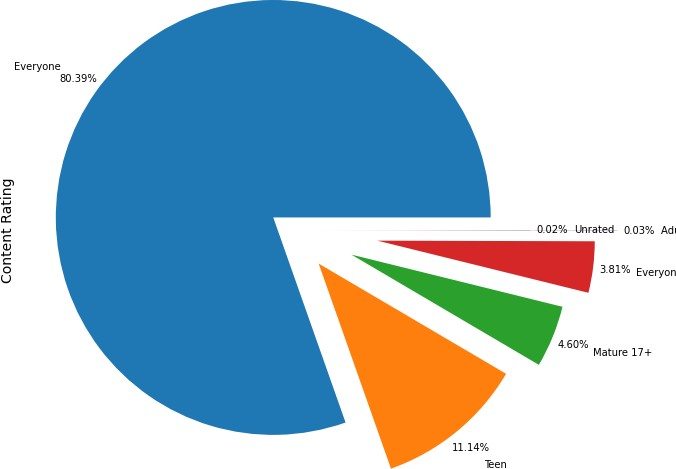 Everyone
80.39%
Content Rating
0.02% Unrated
0.03%
3.81%
4.60% Mature 17+
11.14%
Teen